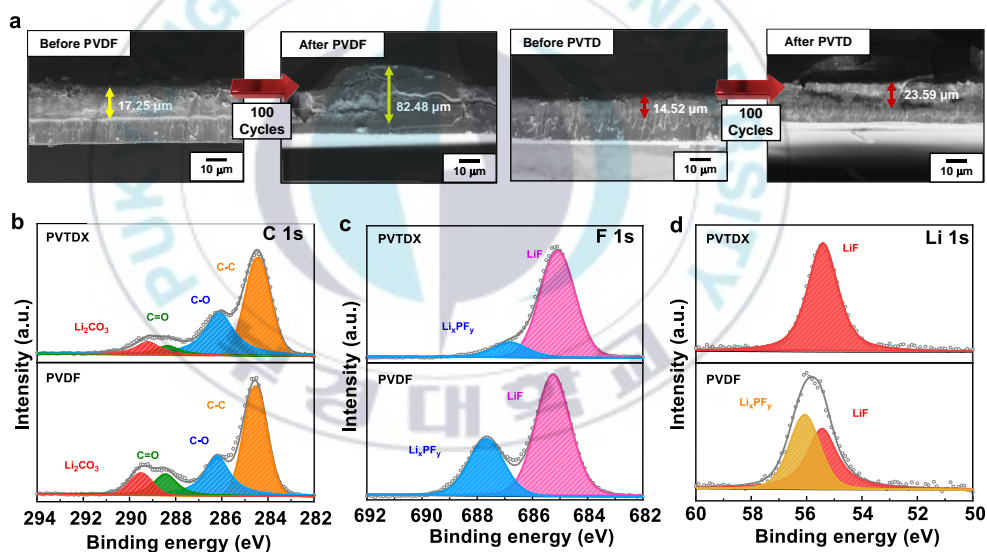 a
Before PVDF
17.25 µm
100
Cycles
After PVDF
82.48 µm
Before PVTD
14.52 µm
100
Cycles
After PVTD
23.59 µm
10 µm
10 µm
10 µm
10 µm
b
PVTDX
C 1s
C-C
C-O
C=O
Li₂CO₃
PVDF
C-C
C-O
C=O
Li₂CO₃
294 292 290 288 286 284 282
Binding energy (eV)
Intensity (a.u.)
c
PVTDX
F 1s
LiF
LiₓPFᵧ
PVDF
LiF
LiₓPFᵧ
692 690 688 686 684 682
Binding energy (eV)
Intensity (a.u.)
d
PVTDX
Li 1s
LiF
PVDF
LiₓPFᵧ
LiF
60 58 56 54 52 50
Binding energy (eV)
Intensity (a.u.)